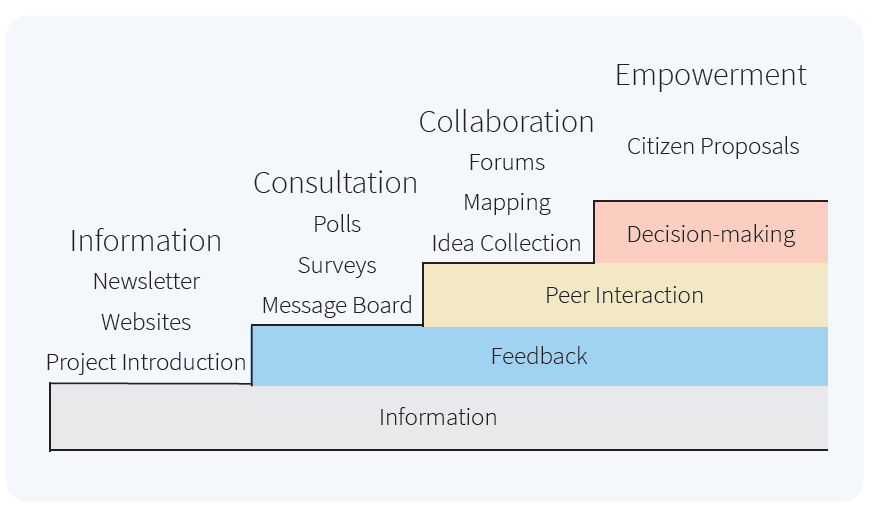 Empowerment
Citizen Proposals
Collaboration
Forums
Mapping
Idea Collection
Consultation
Polls
Surveys
Message Board
Information
Newsletter
Websites
Project Introduction
Decision-making
Peer Interaction
Feedback
Information